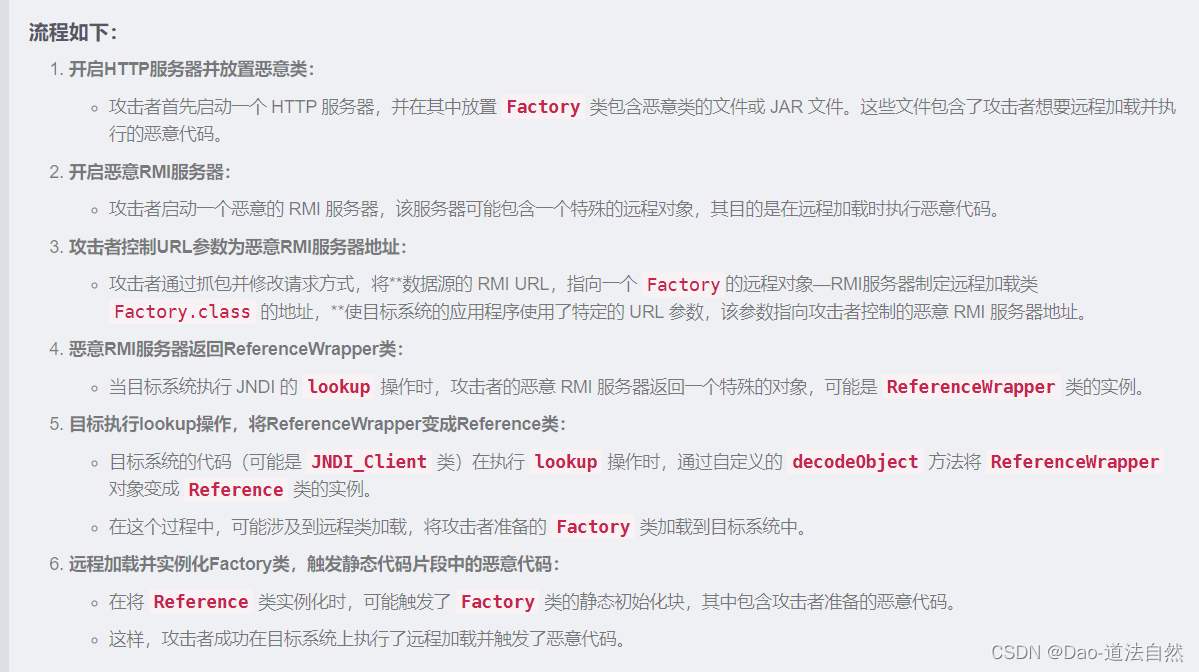 流程如下：
1. 开启HTTP服务器并放置恶意类：
攻击者首先启动一个 HTTP 服务器，并在其中放置 Factory 类包含恶意类的文件或 JAR 文件。这些文件包含了攻击者想要远程加载并执
行的恶意代码。
2. 开启恶意RMI服务器：
攻击者启动一个恶意的 RMI 服务器，该服务器可能包含一个特殊的远程对象，其目的是在远程加载时执行恶意代码。
3. 攻击者控制URL参数为恶意RMI服务器地址：
攻击者通过抓包并修改请求方式，将**数据源的 RMI URL，指向一个 Factory 的远程对象—RMI服务器制定远程加载类
Factory.class 的地址，**使目标系统的应用程序使用了特定的 URL 参数，该参数指向攻击者控制的恶意 RMI 服务器地址。
4. 恶意RMI服务器返回ReferenceWrapper类：
当目标系统执行 JNDI 的 lookup 操作时，攻击者的恶意 RMI 服务器返回一个特殊的对象，可能是 ReferenceWrapper 类的实例。
5. 目标执行lookup操作，将ReferenceWrapper变成Reference类：
目标系统的代码（可能是 JNDI_Client 类）在执行 lookup 操作时，通过自定义的 decodeObject 方法将 ReferenceWrapper
对象变成 Reference 类的实例。
在这个过程中，可能涉及到远程类加载，将攻击者准备的 Factory 类加载到目标系统中。
6. 远程加载并实例化Factory类，触发静态代码片段中的恶意代码：
在将 Reference 类实例化时，可能触发了 Factory 类的静态初始化块，其中包含攻击者准备的恶意代码。
这样，攻击者成功在目标系统上执行了远程加载并触发了恶意代码。
CSDN @Dao-道法自然